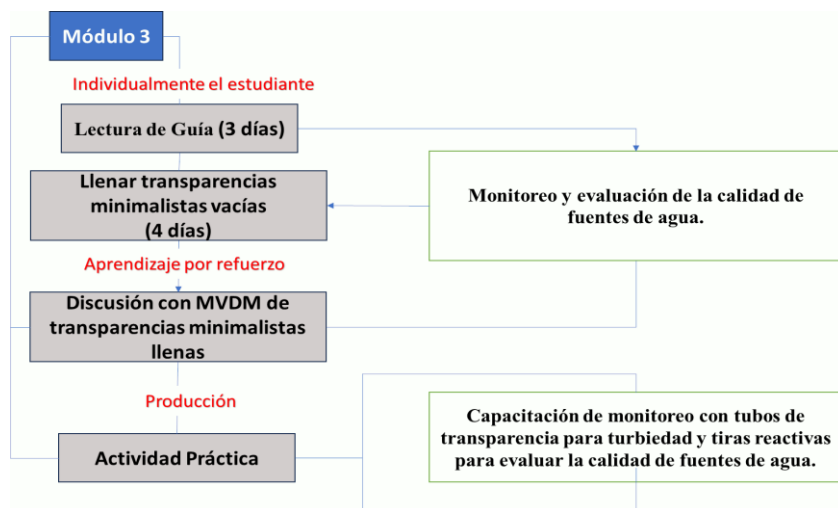 Módulo 3
Individualmente el estudiante
Lectura de Guía (3 días)
Llenar transparencias
minimalistas vacías
(4 días)
Monitoreo y evaluación de la calidad de
fuentes de agua.
Aprendizaje por refuerzo
Discusión con MVDM de
transparencias minimalistas
llenas
Producción
Actividad Práctica
Capacitación de monitoreo con tubos de
transparencia para turbiedad y tiras reactivas
para evaluar la calidad de fuentes de agua.